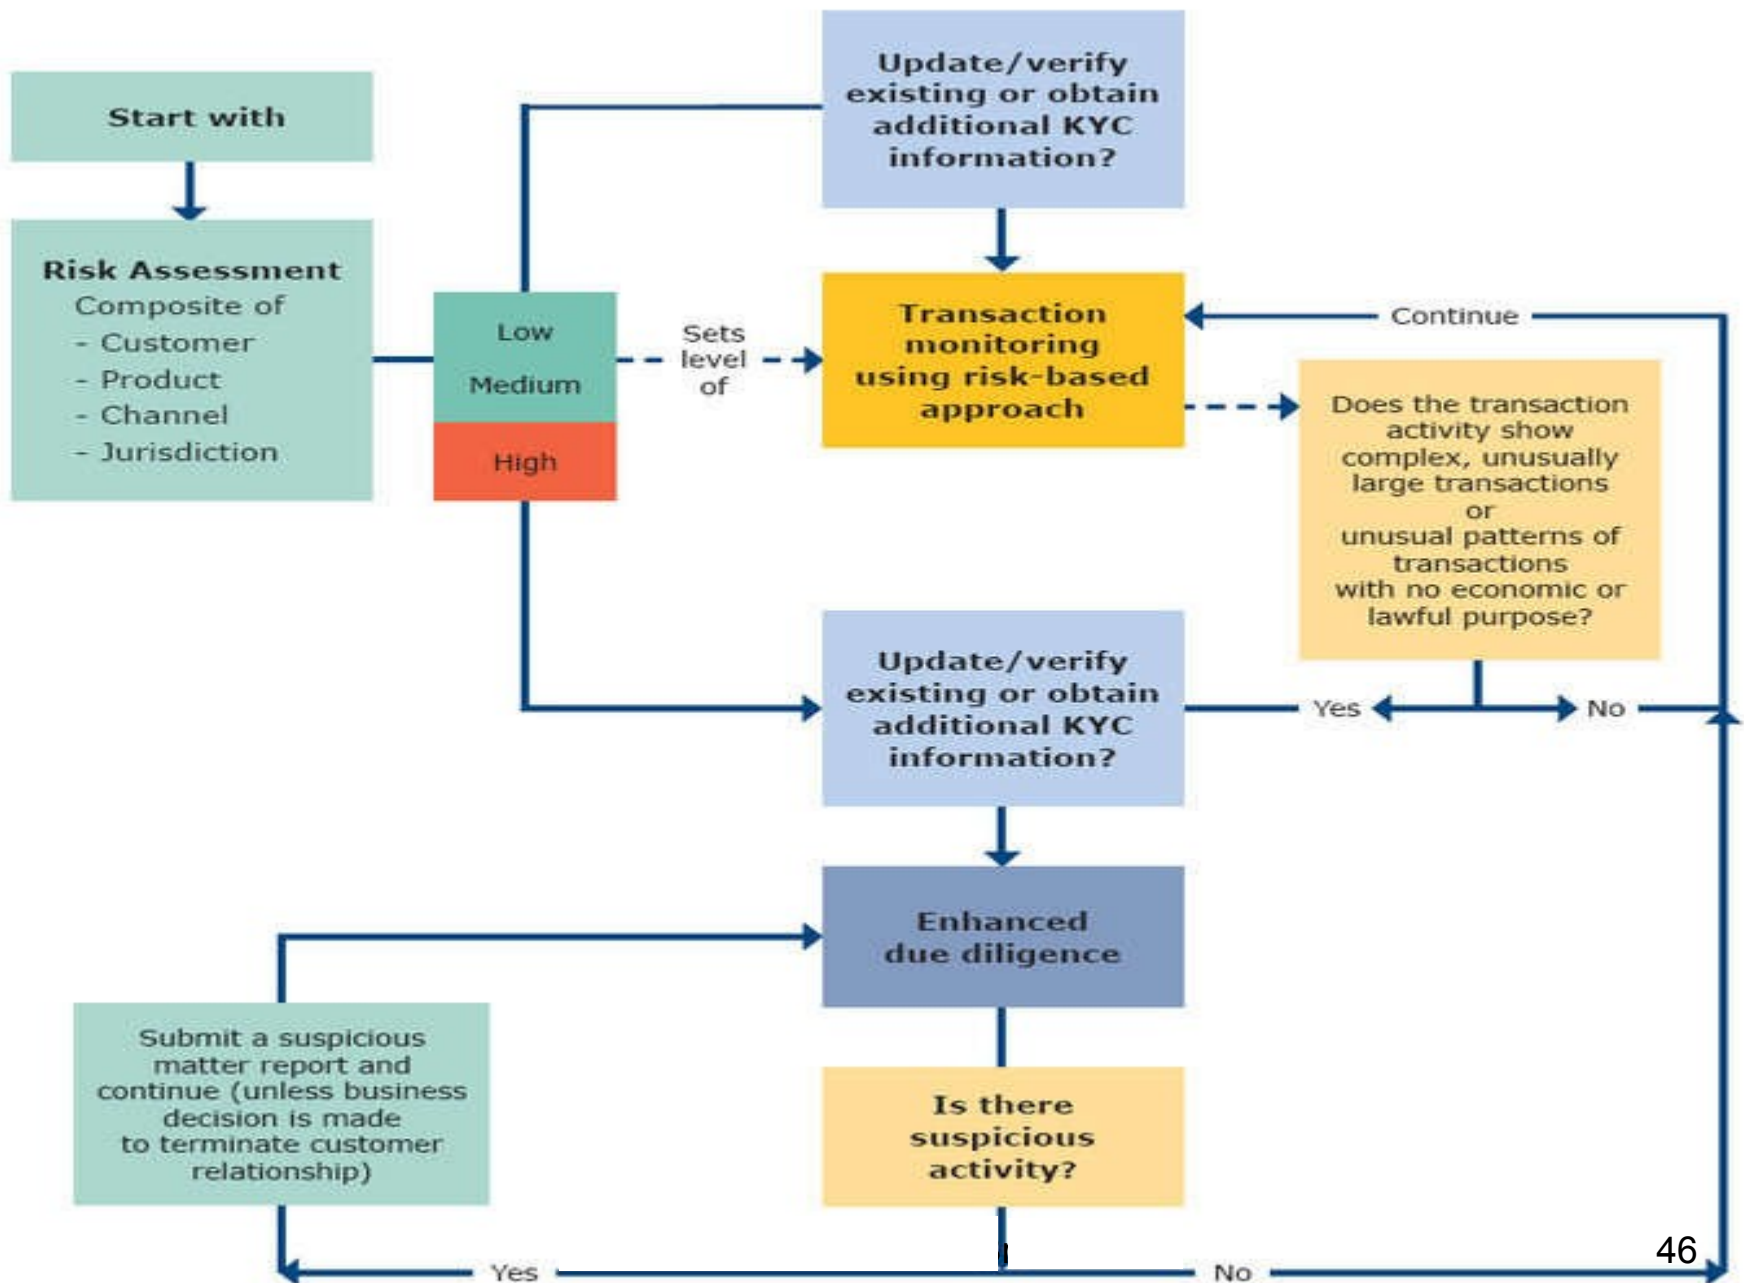 Start with
Risk Assessment
Composite of
- Customer
- Product
- Channel
- Jurisdiction
Low
Medium
High
Update/verify
existing or obtain
additional KYC
information?
Sets
level
of
Transaction
monitoring
using risk-based
approach
Continue
Does the transaction
activity show
complex, unusually
large transactions
or
unusual patterns of
transactions
with no economic or
lawful purpose?
Yes
No
Update/verify
existing or obtain
additional KYC
information?
Enhanced
due diligence
Submit a suspicious
matter report and
continue (unless business
decision is made
to terminate customer
relationship)
Is there
suspicious
activity?
Yes
No
46